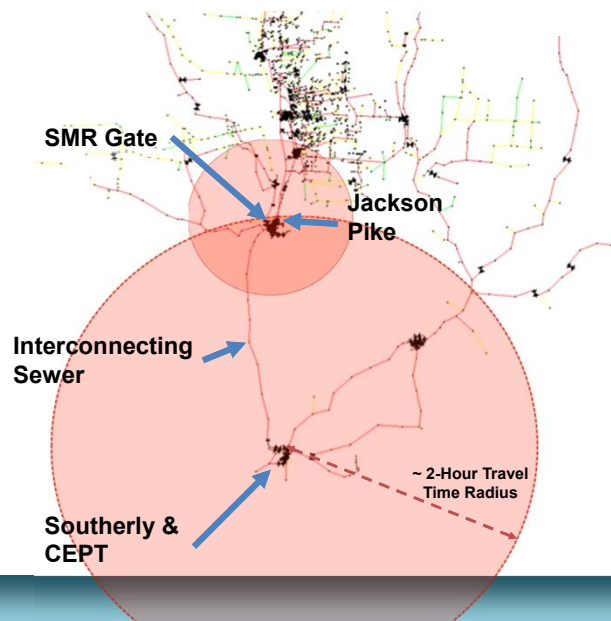 SMR Gate
Jackson
Pike
Interconnecting
Sewer
~ 2-Hour Travel
Time Radius
Southerly &
CEPT